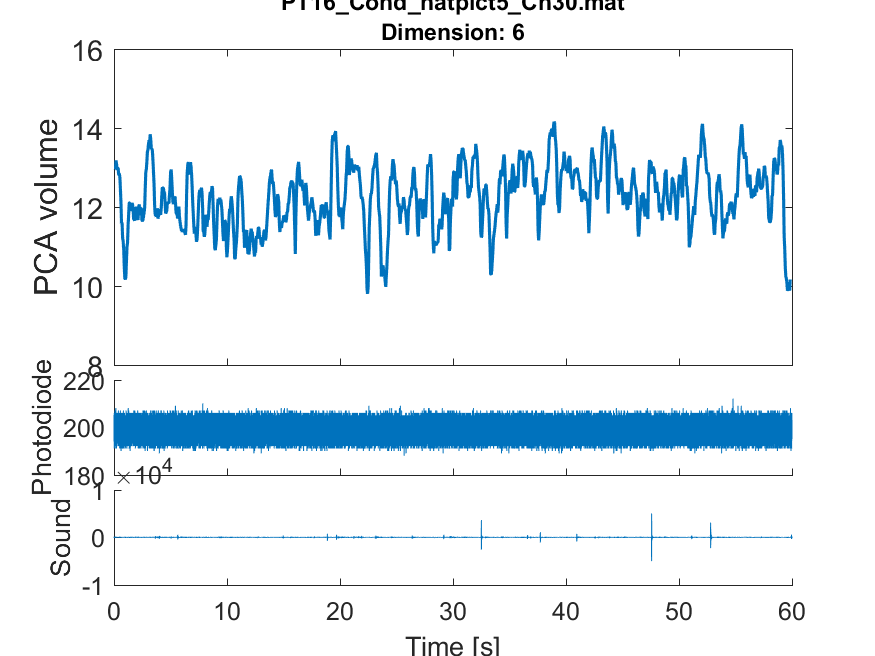 PT16_Cond_natpict5_Ch30.mat
Dimension: 6
16
14
12
10
8
PCA volume
220
200
180
Photodiode
×10⁴
1
0
-1
Sound
0 10 20 30 40 50 60
Time [s]